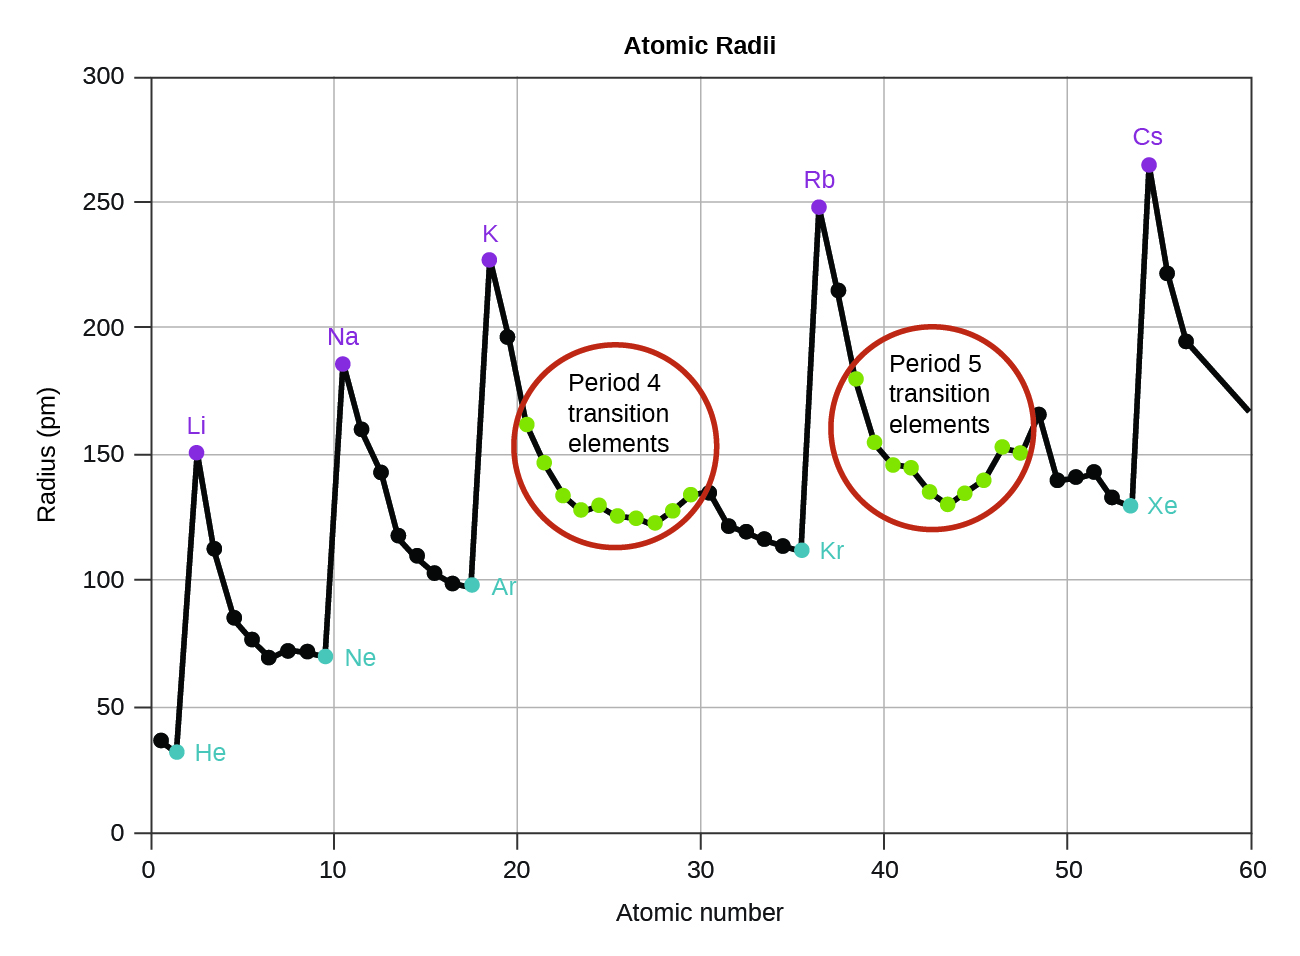 Atomic Radii
300
Cs
Rb
250
K
200
Na
Period 4
transition
elements
Period 5
transition
elements
Li
150
Radius (pm)
Xe
Kr
100
Ar
Ne
50
He
0
0 10 20 30 40 50 60
Atomic number